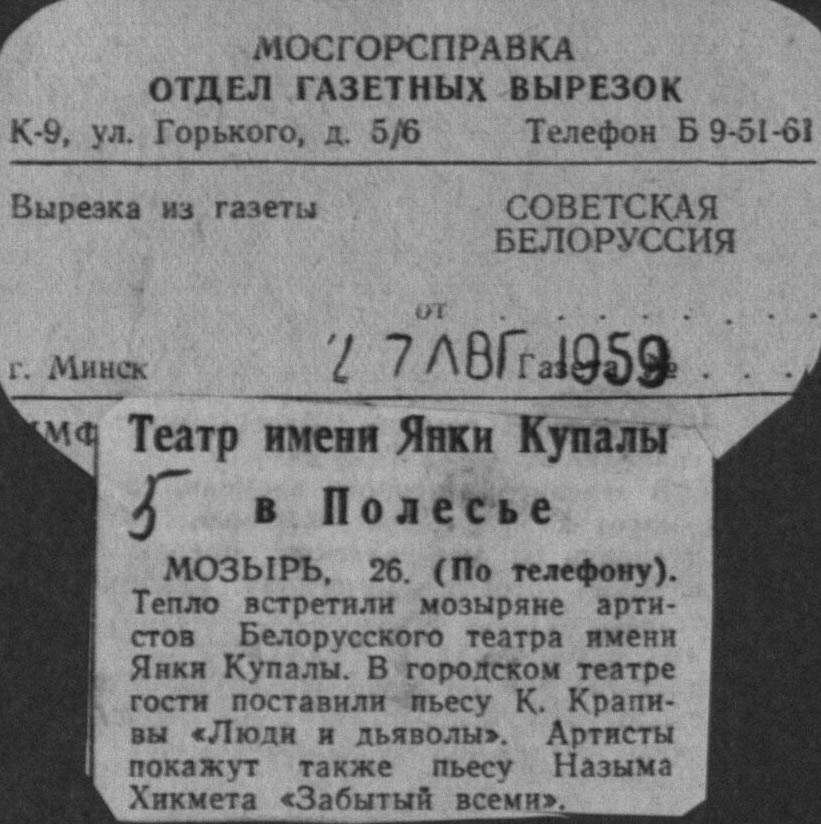 МОСГОРСПРАВКА
ОТДЕЛ ГАЗЕТНЫХ ВЫРЕЗОК
К-9, ул. Горького, д. 5/6 Телефон Б 9-51-61
Вырезка из газеты СОВЕТСКАЯ
БЕЛОРУССИЯ
от . . . . . . . .
г. Минск 27 АВГ 1959 Газета № . . .
МФ
Театр имени Янки Купалы
5 в Полесье
МОЗЫРЬ, 26. (По телефону).
Тепло встретили мозыряне арти-
стов Белорусского театра имени
Янки Купалы. В городском театре
гости поставили пьесу К. Крапи-
вы «Люди и дьяволы». Артисты
покажут также пьесу Назыма
Хикмета «Забытый всеми».